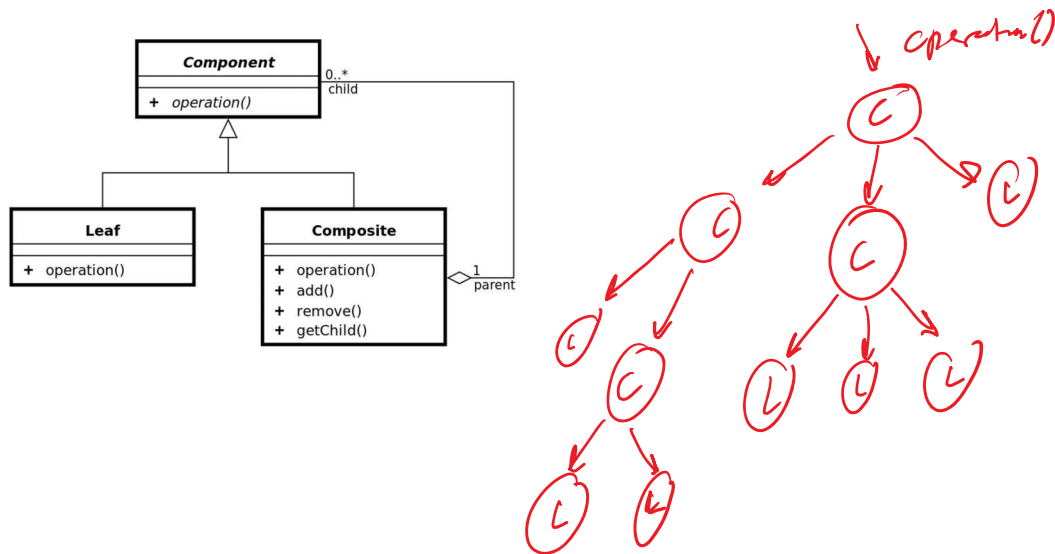 Component
+ operation()
0..*
child
Leaf
+ operation()
Composite
+ operation()
+ add()
+ remove()
+ getChild()
1
parent
operation()
C
C
C
L
C
L
L
L
L
L